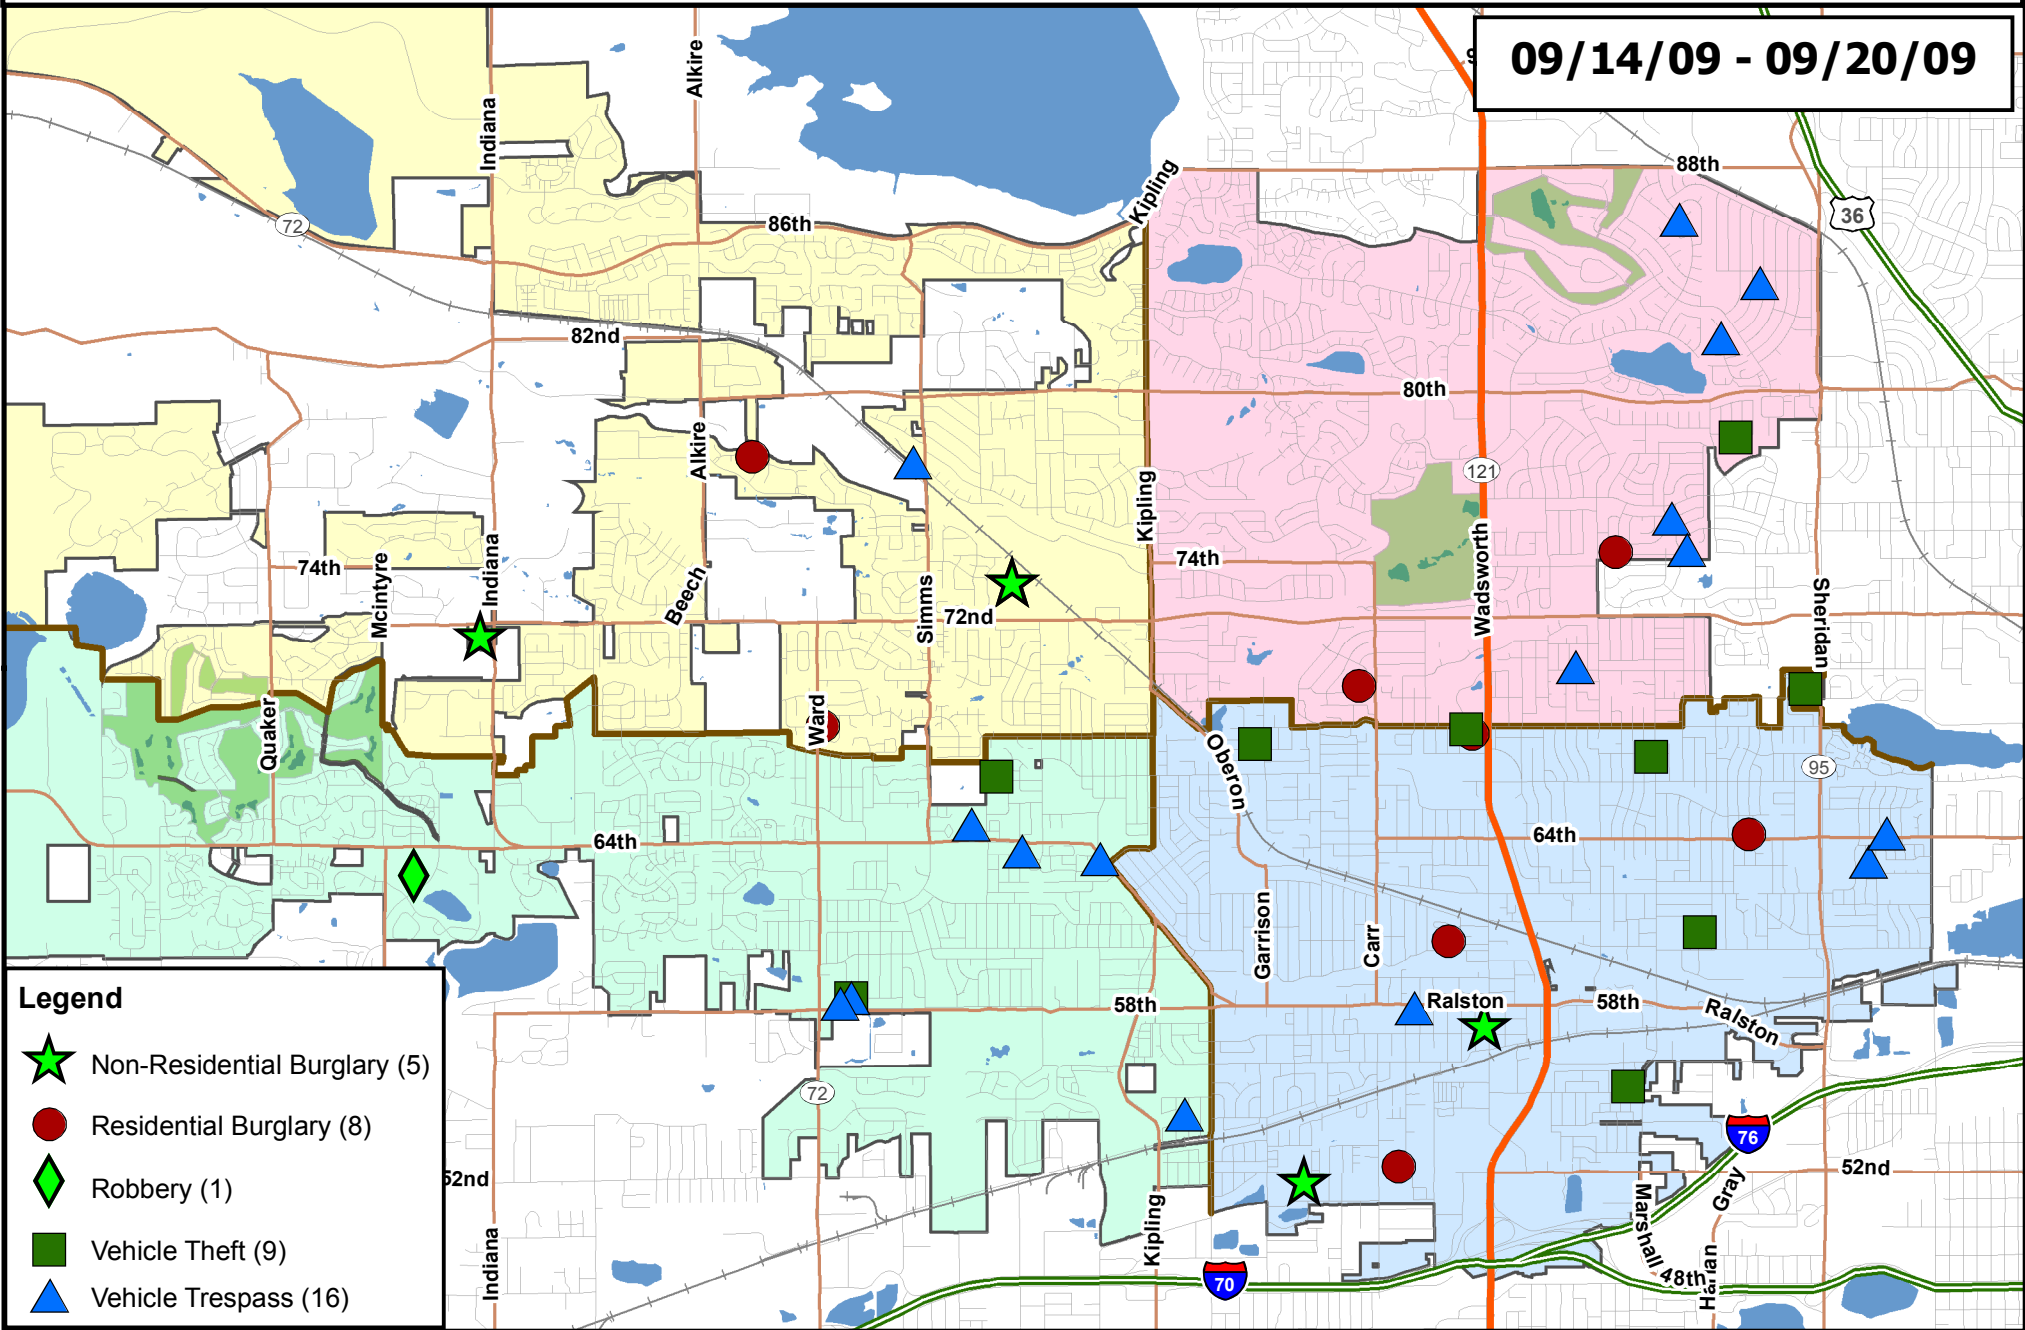 09/14/09 - 09/20/09
Alkire
Indiana
88th
Kipling
36
72
86th
82nd
80th
Alkire
121
Kipling
Wadsworth
74th
74th
Mcintyre
Indiana
Beech
Simms
72nd
Sheridan
Quaker
Ward
Oberon
95
64th
64th
Garrison
Carr
58th
Ralston
58th
Ralston
72
76
52nd
52nd
Gray
Marshall
Kipling
Indiana
70
48th
Harlan
Legend
Non-Residential Burglary (5)
Residential Burglary (8)
Robbery (1)
Vehicle Theft (9)
Vehicle Trespass (16)